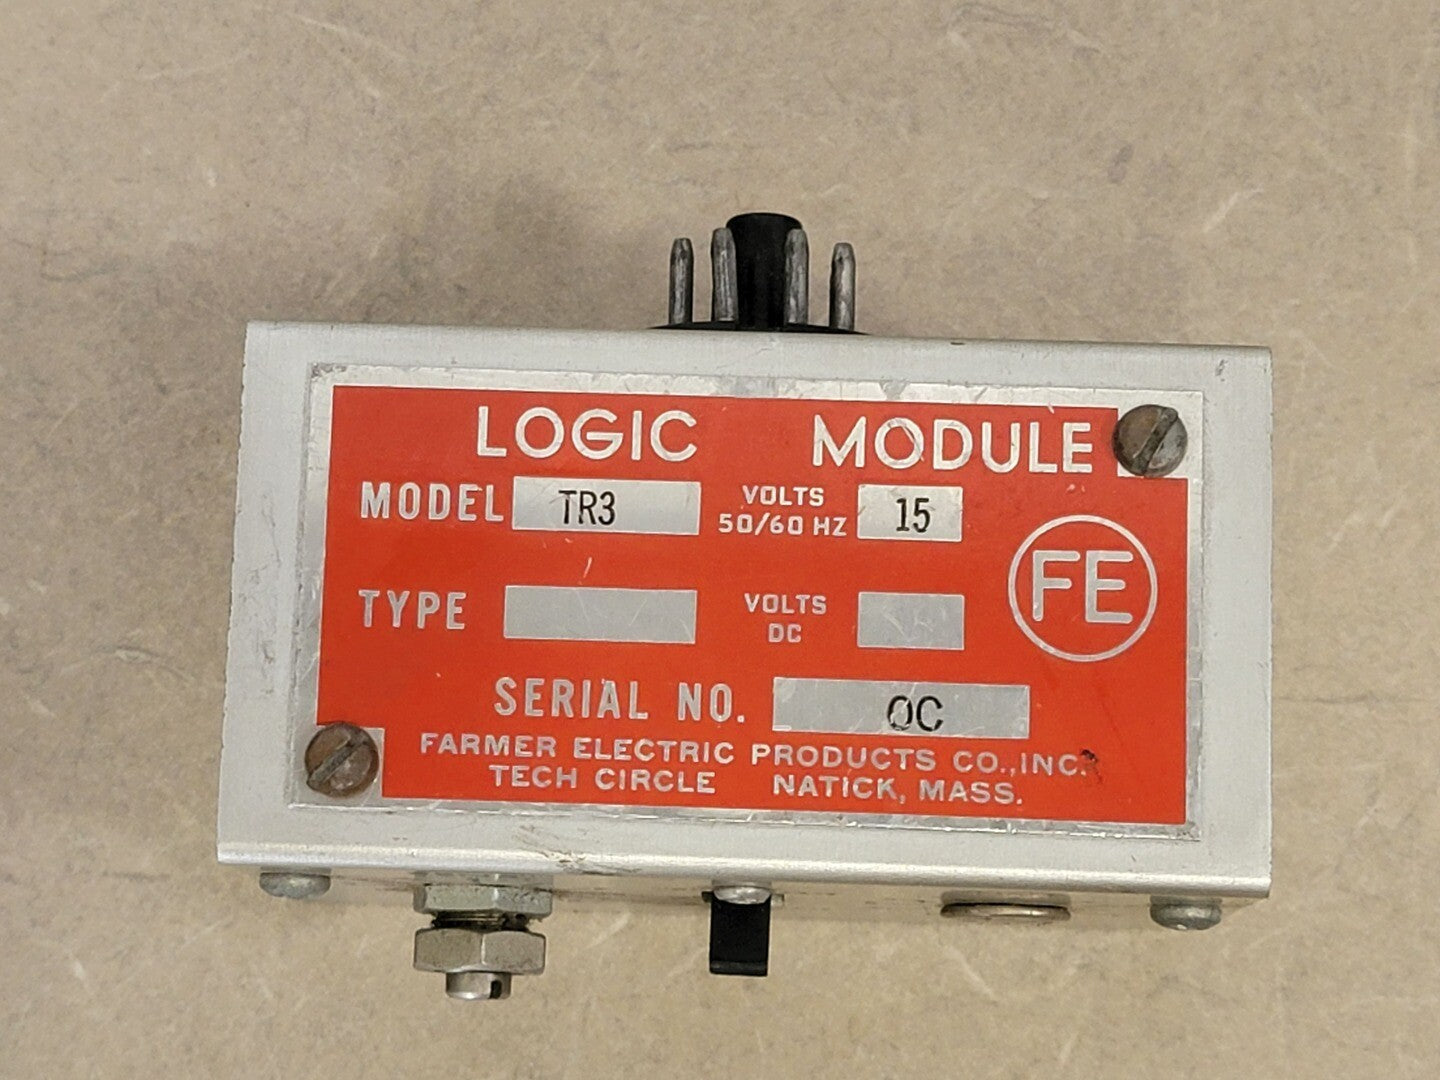 LOGIC MODULE
MODEL TR3 VOLTS 50/60 HZ 15
FE
TYPE VOLTS DC
SERIAL NO. OC
FARMER ELECTRIC PRODUCTS CO.,INC.
TECH CIRCLE NATICK, MASS.